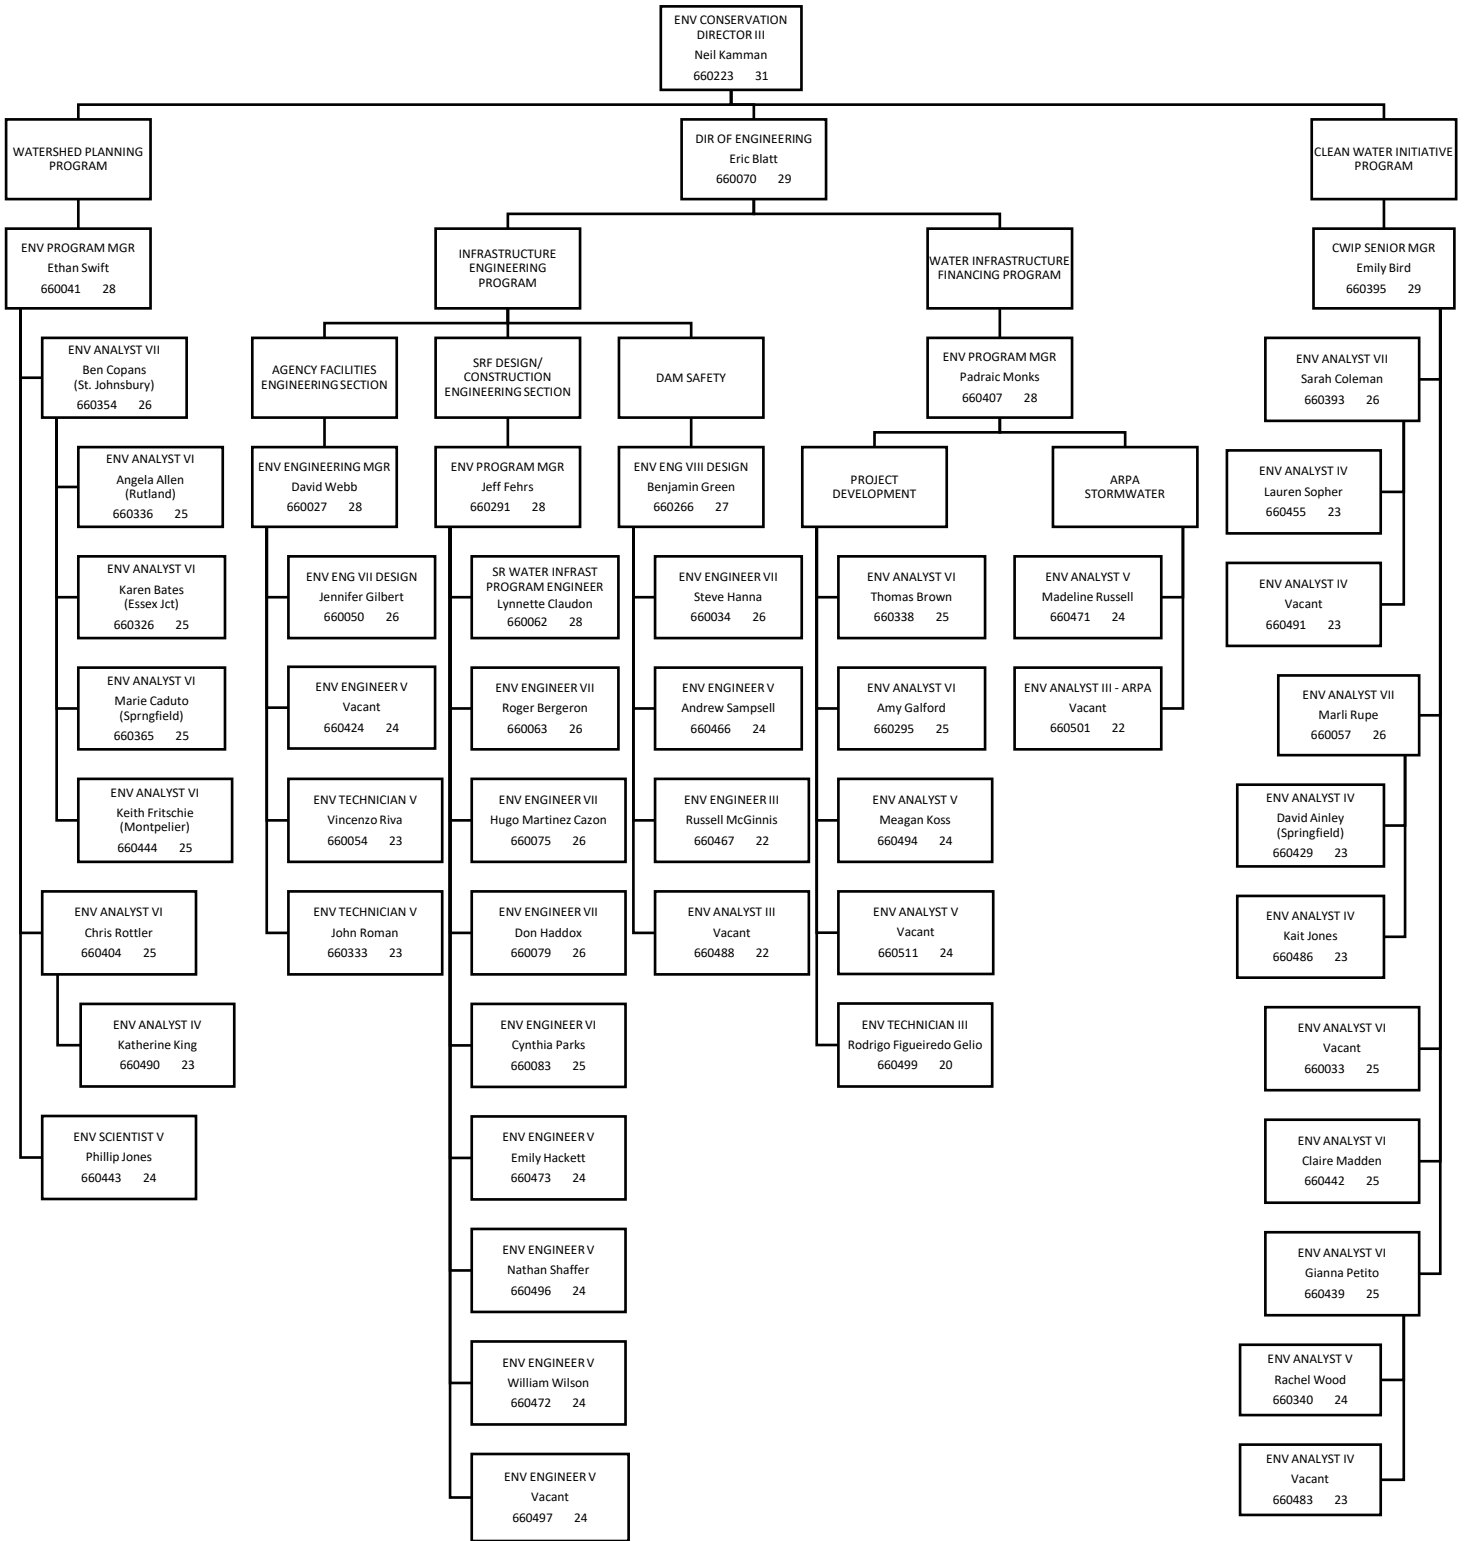 ENV CONSERVATION
DIRECTOR III
Neil Kamman
660223 31
WATERSHED PLANNING
PROGRAM
ENV PROGRAM MGR
Ethan Swift
660041 28
ENV ANALYST VII
Ben Copans
(St. Johnsbury)
660354 26
ENV ANALYST VI
Angela Allen
(Rutland)
660336 25
ENV ANALYST VI
Karen Bates
(Essex Jct)
660326 25
ENV ANALYST VI
Marie Caduto
(Sprngfield)
660365 25
ENV ANALYST VI
Keith Fritschie
(Montpelier)
660444 25
ENV ANALYST VI
Chris Rottler
660404 25
ENV ANALYST IV
Katherine King
660490 23
ENV SCIENTIST V
Phillip Jones
660443 24
DIR OF ENGINEERING
Eric Blatt
660070 29
INFRASTRUCTURE
ENGINEERING
PROGRAM
AGENCY FACILITIES
ENGINEERING SECTION
ENV ENGINEERING MGR
David Webb
660027 28
ENV ENG VII DESIGN
Jennifer Gilbert
660050 26
ENV ENGINEER V
Vacant
660424 24
ENV TECHNICIAN V
Vincenzo Riva
660054 23
ENV TECHNICIAN V
John Roman
660333 23
SRF DESIGN/
CONSTRUCTION
ENGINEERING SECTION
ENV PROGRAM MGR
Jeff Fehrs
660291 28
SR WATER INFRAST
PROGRAM ENGINEER
Lynnette Claudon
660062 28
ENV ENGINEER VII
Roger Bergeron
660063 26
ENV ENGINEER VII
Hugo Martinez Cazon
660075 26
ENV ENGINEER VII
Don Haddox
660079 26
ENV ENGINEER VI
Cynthia Parks
660083 25
ENV ENGINEER V
Emily Hackett
660473 24
ENV ENGINEER V
Nathan Shaffer
660496 24
ENV ENGINEER V
William Wilson
660472 24
ENV ENGINEER V
Vacant
660497 24
DAM SAFETY
ENV ENG VIII DESIGN
Benjamin Green
660266 27
ENV ENGINEER VII
Steve Hanna
660034 26
ENV ENGINEER V
Andrew Sampsell
660466 24
ENV ENGINEER III
Russell McGinnis
660467 22
ENV ANALYST III
Vacant
660488 22
WATER INFRASTRUCTURE
FINANCING PROGRAM
ENV PROGRAM MGR
Padraic Monks
660407 28
PROJECT
DEVELOPMENT
ENV ANALYST VI
Thomas Brown
660338 25
ENV ANALYST VI
Amy Galford
660295 25
ENV ANALYST V
Meagan Koss
660494 24
ENV ANALYST V
Vacant
660511 24
ENV TECHNICIAN III
Rodrigo Figueiredo Gelio
660499 20
ARPA
STORMWATER
ENV ANALYST V
Madeline Russell
660471 24
ENV ANALYST III - ARPA
Vacant
660501 22
CLEAN WATER INITIATIVE
PROGRAM
CWIP SENIOR MGR
Emily Bird
660395 29
ENV ANALYST VII
Sarah Coleman
660393 26
ENV ANALYST IV
Lauren Sopher
660455 23
ENV ANALYST IV
Vacant
660491 23
ENV ANALYST VII
Marli Rupe
660057 26
ENV ANALYST IV
David Ainley
(Springfield)
660429 23
ENV ANALYST IV
Kait Jones
660486 23
ENV ANALYST VI
Vacant
660033 25
ENV ANALYST VI
Claire Madden
660442 25
ENV ANALYST VI
Gianna Petito
660439 25
ENV ANALYST V
Rachel Wood
660340 24
ENV ANALYST IV
Vacant
660483 23